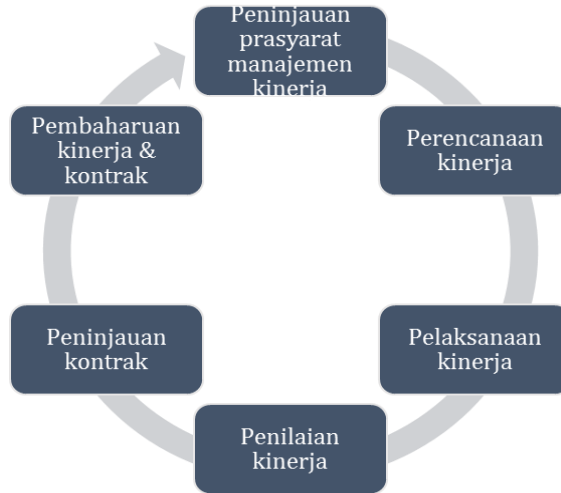 Peninjauan
prasyarat
manajemen
kinerja
Perencanaan
kinerja
Pelaksanaan
kinerja
Penilaian
kinerja
Peninjauan
kontrak
Pembaharuan
kinerja &
kontrak